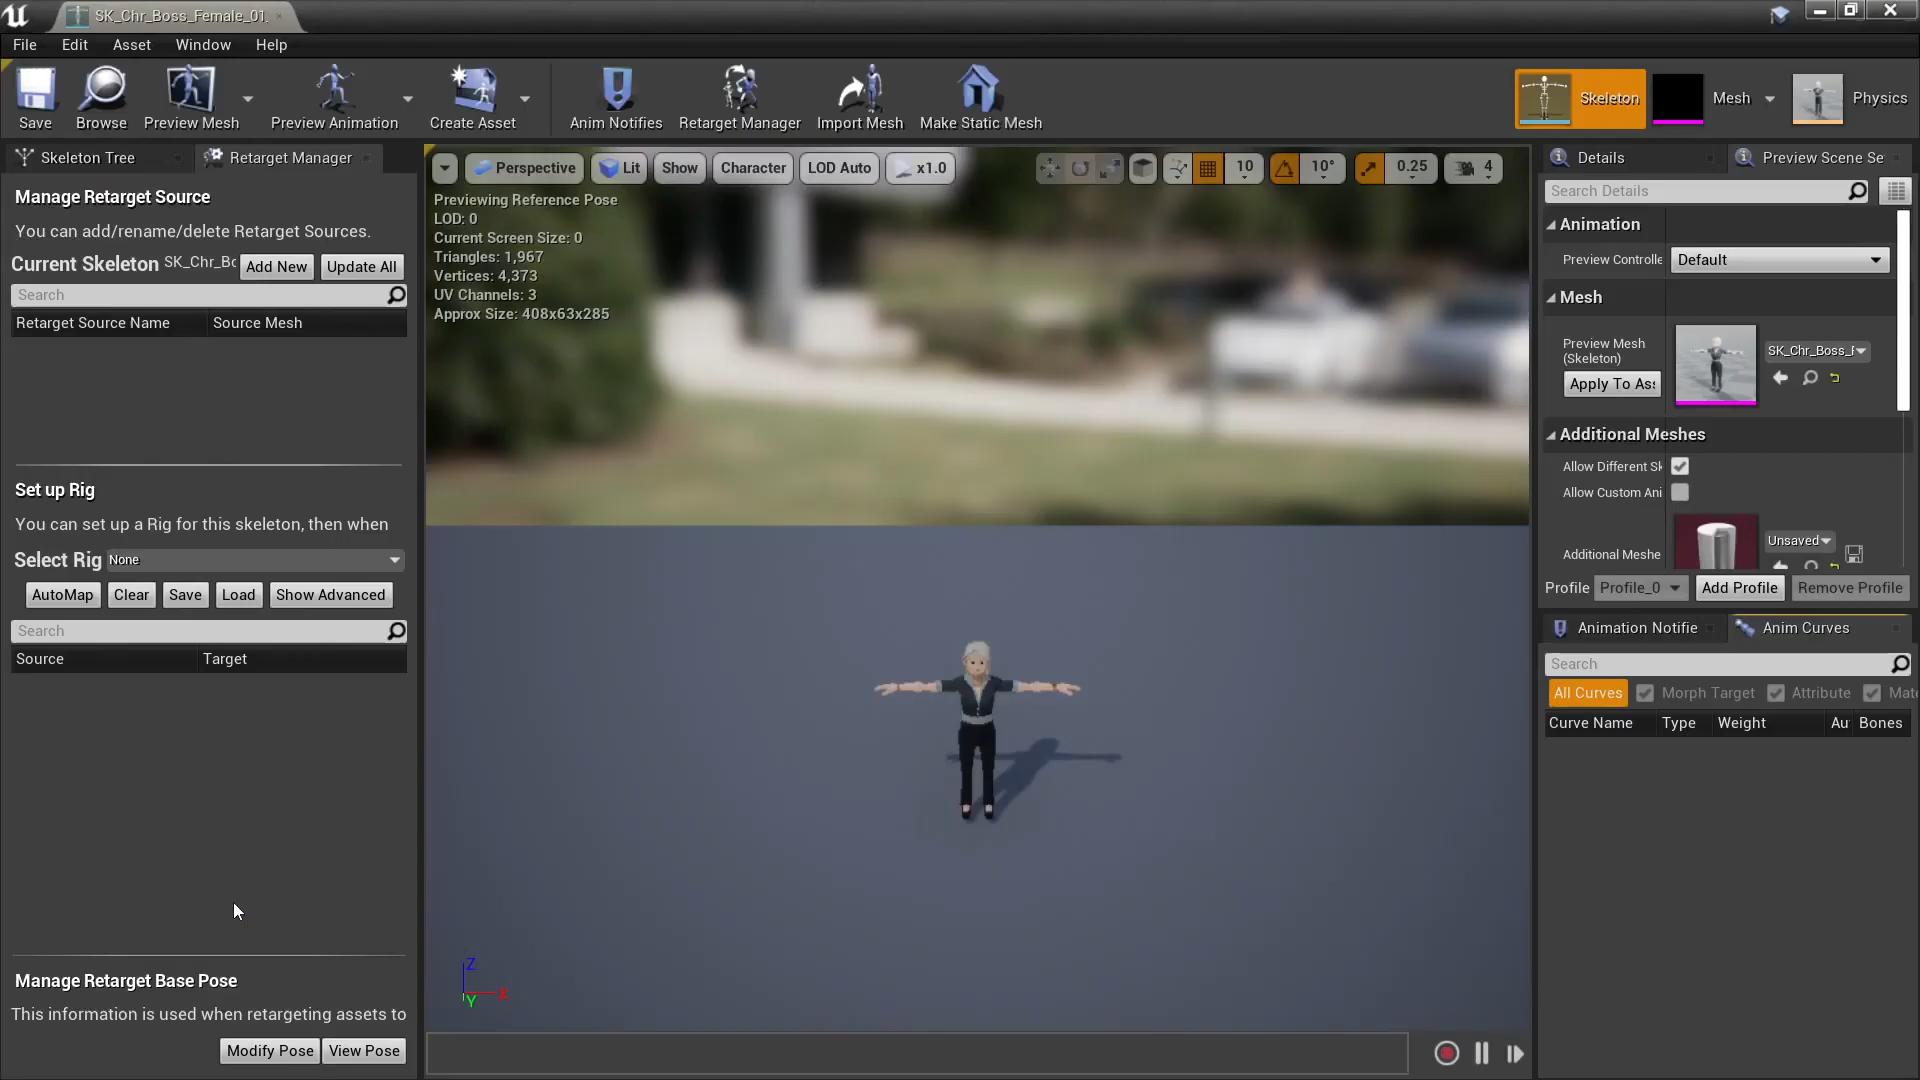 SK_Chr_Boss_Female_01.
File Edit Asset Window Help
Save Browse Preview Mesh Preview Animation Create Asset Anim Notifies Retarget Manager Import Mesh Make Static Mesh Skeleton Mesh Physics
Skeleton Tree Retarget Manager
Manage Retarget Source
You can add/rename/delete Retarget Sources.
Current Skeleton SK_Chr_Bo Add New Update All
Search
Retarget Source Name Source Mesh
Set up Rig
You can set up a Rig for this skeleton, then when
Select Rig None
AutoMap Clear Save Load Show Advanced
Search
Source Target
Manage Retarget Base Pose
This information is used when retargeting assets to
Modify Pose View Pose
Perspective Lit Show Character LOD Auto x1.0 10 10° 0.25 4
Previewing Reference Pose
LOD: 0
Current Screen Size: 0
Triangles: 1,967
Vertices: 4,373
UV Channels: 3
Approx Size: 408x63x285
Z
X
Y
Details Preview Scene Se
Search Details
Animation
Preview Controlle Default
Mesh
Preview Mesh
(Skeleton)
SK_Chr_Boss_F
Apply To Ass
Additional Meshes
Allow Different Sk
Allow Custom Ani
Additional Meshe Unsaved
Profile Profile_0 Add Profile Remove Profile
Animation Notifie Anim Curves
Search
All Curves Morph Target Attribute Mate
Curve Name Type Weight Au Bones